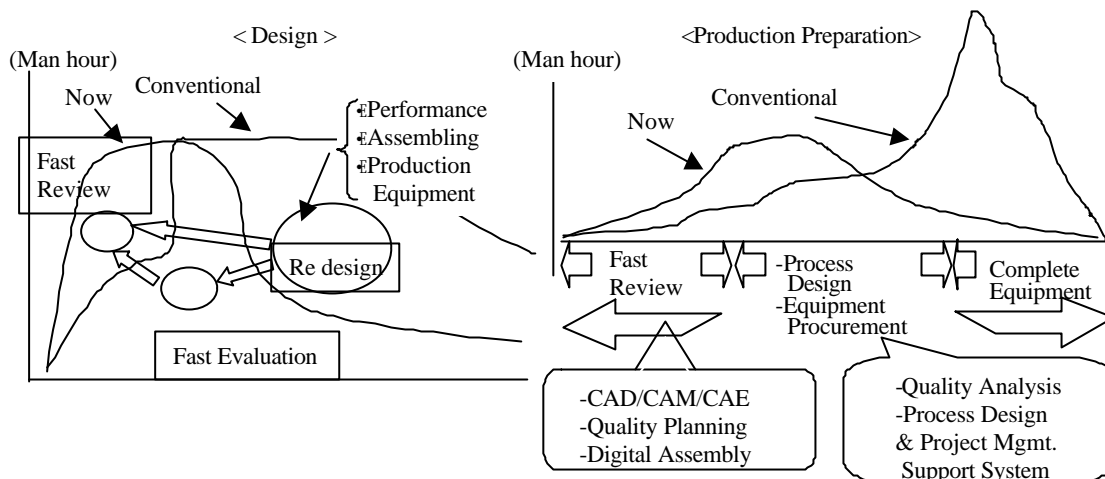 < Design >
(Man hour)
Now
Conventional
Performance
Assembling
Production
Equipment
Fast
Review
Re design
Fast Evaluation
<Production Preparation>
(Man hour)
Conventional
Now
Fast
Review
-Process
Design
-Equipment
Procurement
Complete
Equipment
-CAD/CAM/CAE
-Quality Planning
-Digital Assembly
-Quality Analysis
-Process Design
& Project Mgmt.
Support System